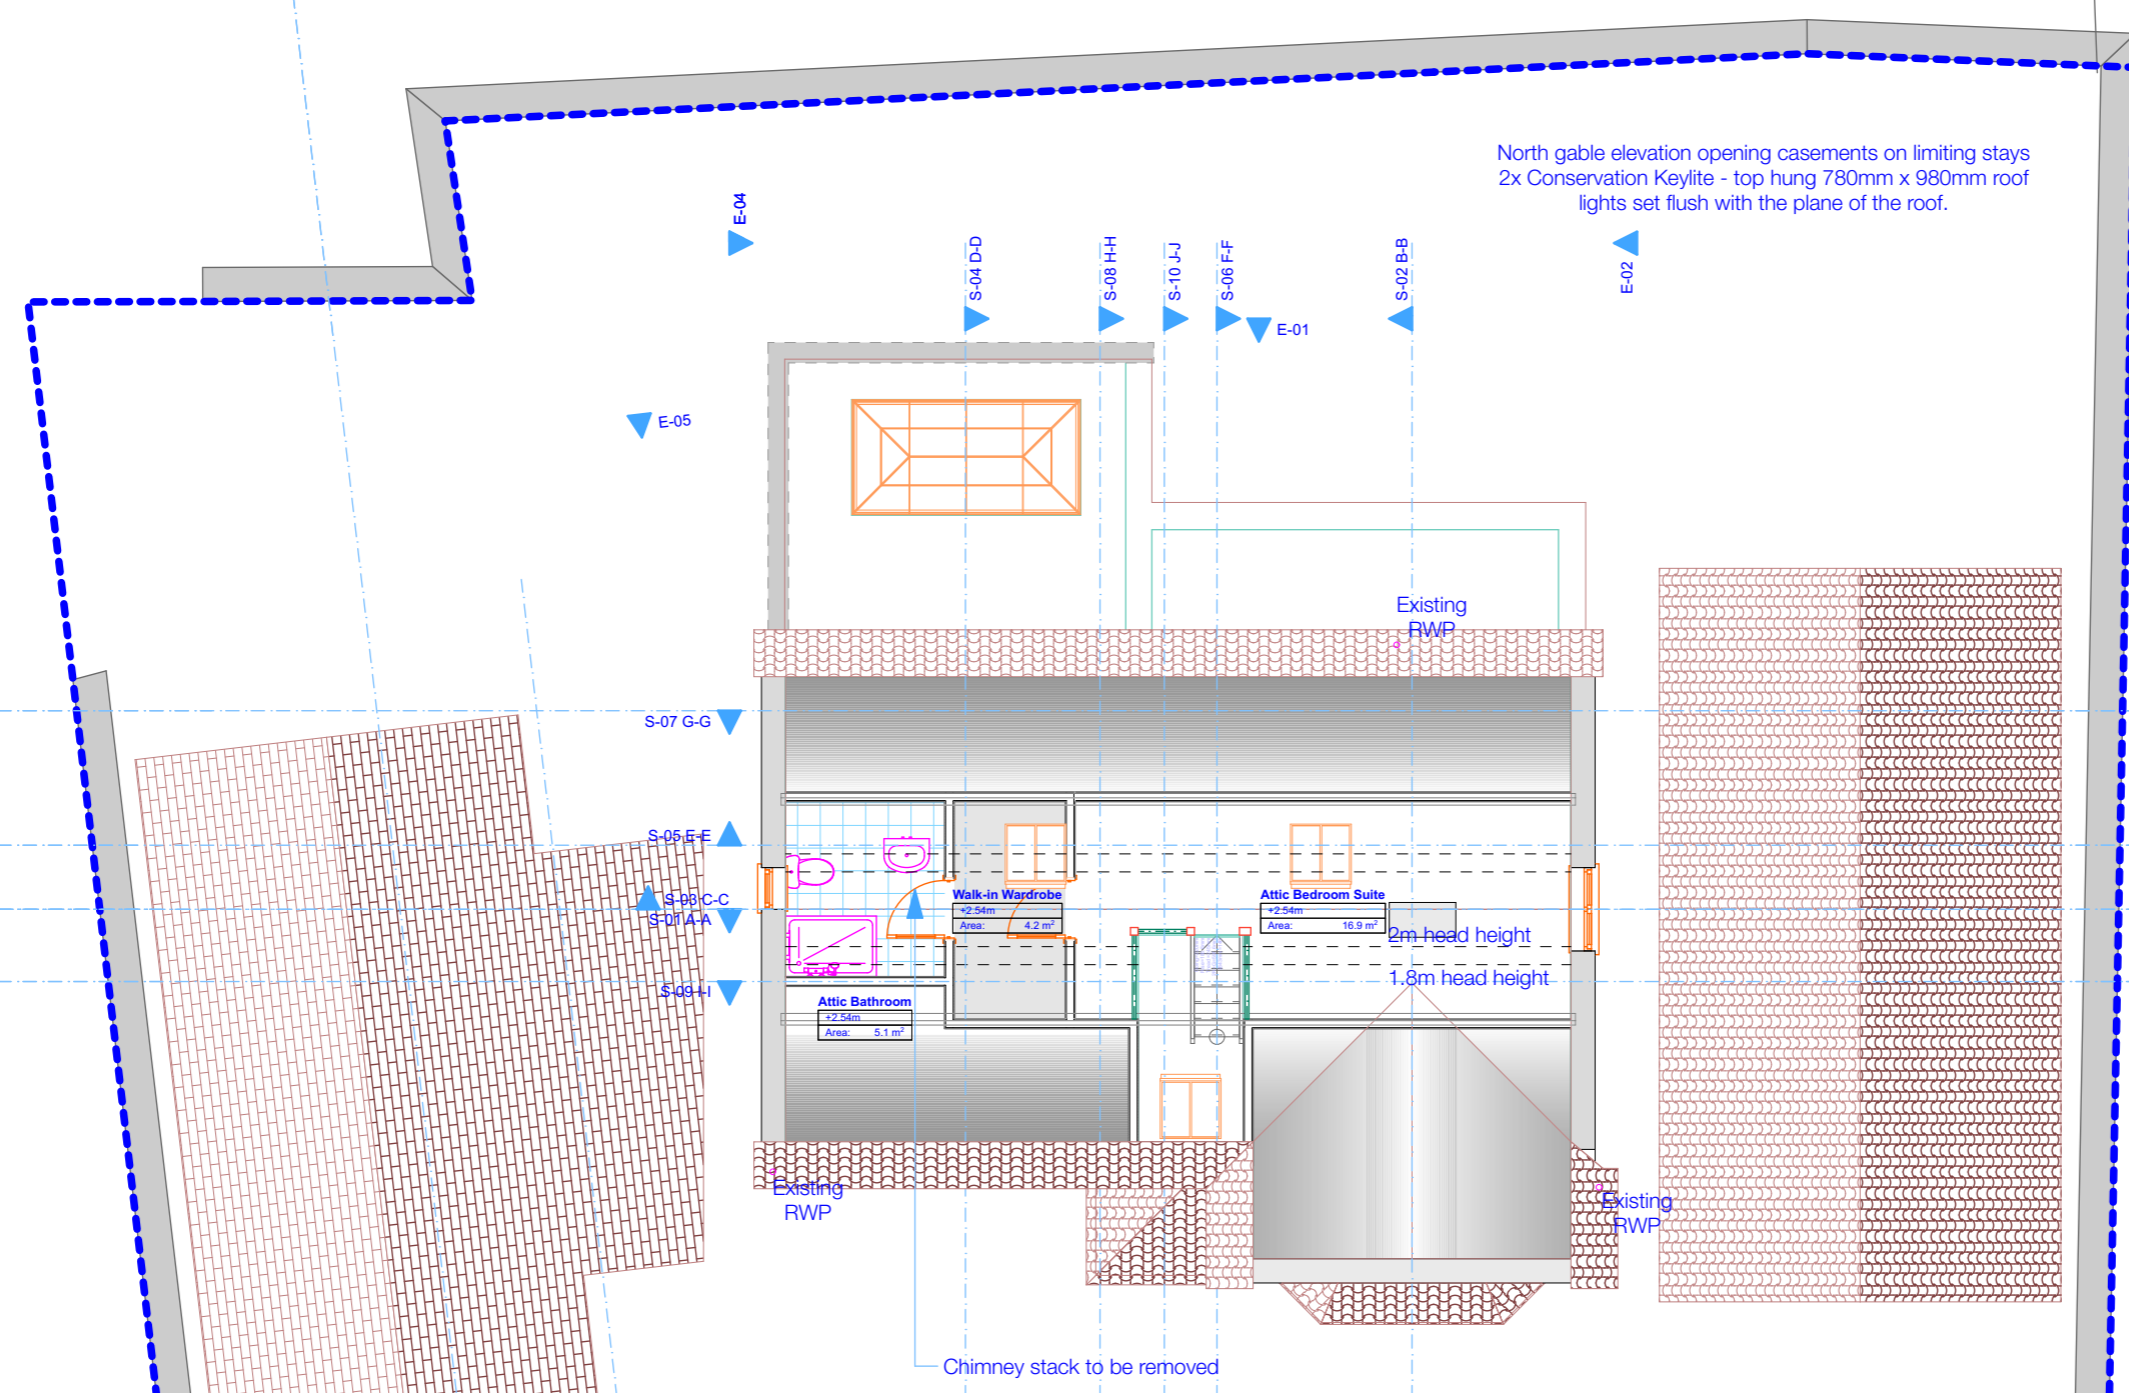 North gable elevation opening casements on limiting stays
2x Conservation Keylite - top hung 780mm x 980mm roof
lights set flush with the plane of the roof.
E-04
S-04 D-D
S-08 H-H
S-10 J-J
S-06 F-F
S-02 B-B
E-02
E-01
E-05
Existing
RWP
S-07 G-G
S-05 E-E
S-03 C-C
S-01 A-A
S-09 I-I
Walk-in Wardrobe
+2.54m
Area: 4.2 m²
Attic Bedroom Suite
+2.54m
Area: 16.9 m²
2m head height
1.8m head height
Attic Bathroom
+2.54m
Area: 5.1 m²
Existing
RWP
Existing
RWP
Chimney stack to be removed